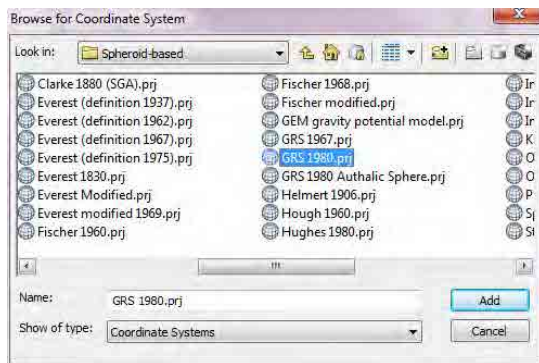 Browse for Coordinate System
Look in: Spheroid-based
Clarke 1880 (SGA).prj
Everest (definition 1937).prj
Everest (definition 1962).prj
Everest (definition 1967).prj
Everest (definition 1975).prj
Everest 1830.prj
Everest Modified.prj
Everest modified 1969.prj
Fischer 1960.prj
Fischer 1968.prj
Fischer modified.prj
GEM gravity potential model.prj
GRS 1967.prj
GRS 1980.prj
GRS 1980 Authalic Sphere.prj
Helmert 1906.prj
Hough 1960.prj
Hughes 1980.prj
Name: GRS 1980.prj
Add
Show of type: Coordinate Systems
Cancel